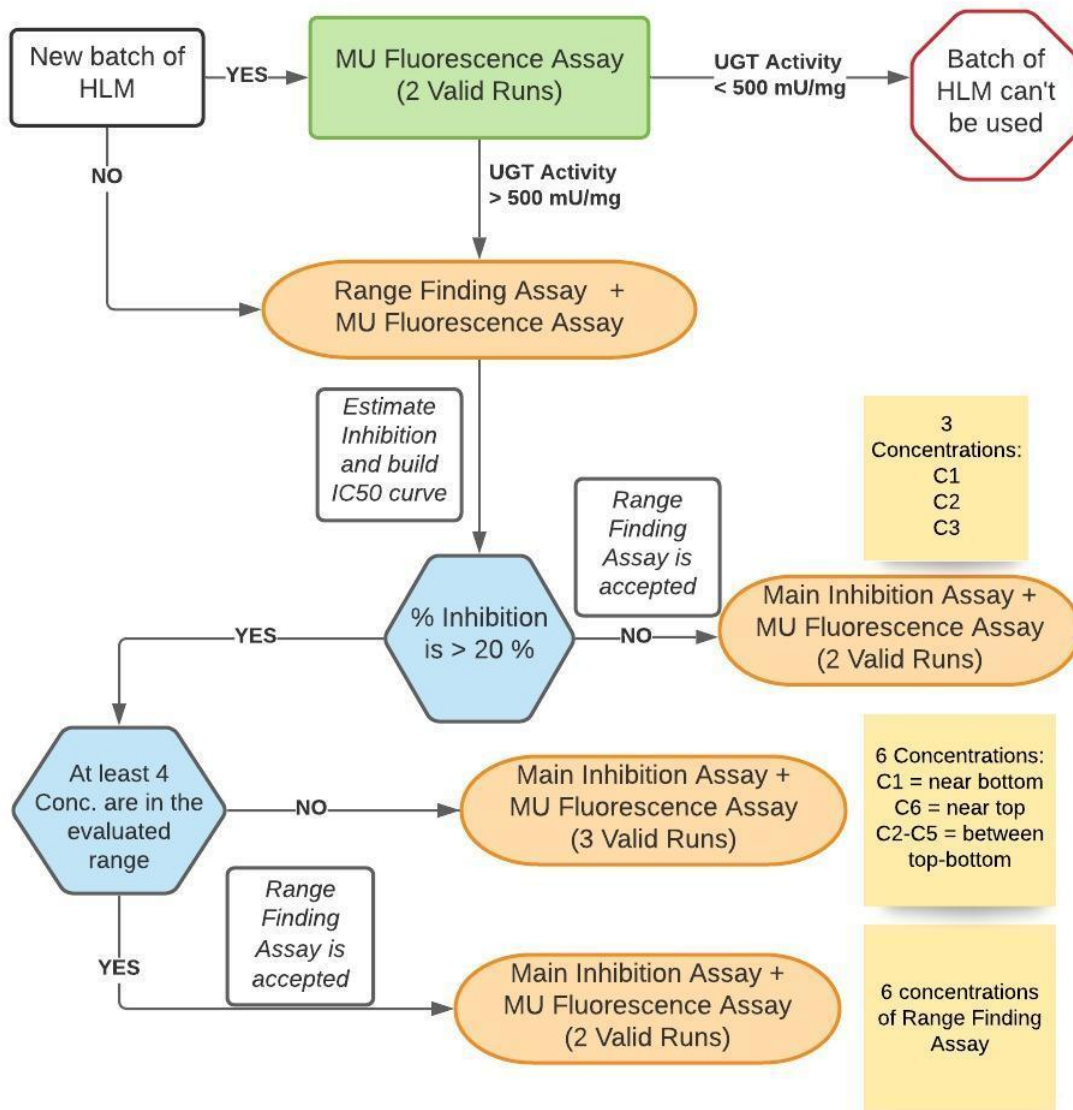 New batch of
HLM
YES
MU Fluorescence Assay
(2 Valid Runs)
UGT Activity
< 500 mU/mg
Batch of
HLM can't
be used
NO
UGT Activity
> 500 mU/mg
Range Finding Assay +
MU Fluorescence Assay
Estimate
Inhibition
and build
IC50 curve
Range
Finding
Assay is
accepted
3
Concentrations:
C1
C2
C3
% Inhibition
is > 20 %
YES
NO
Main Inhibition Assay +
MU Fluorescence Assay
(2 Valid Runs)
At least 4
Conc. are in the
evaluated
range
NO
Main Inhibition Assay +
MU Fluorescence Assay
(3 Valid Runs)
6 Concentrations:
C1 = near bottom
C6 = near top
C2-C5 = between
top-bottom
YES
Range
Finding
Assay is
accepted
Main Inhibition Assay +
MU Fluorescence Assay
(2 Valid Runs)
6 concentrations
of Range Finding
Assay